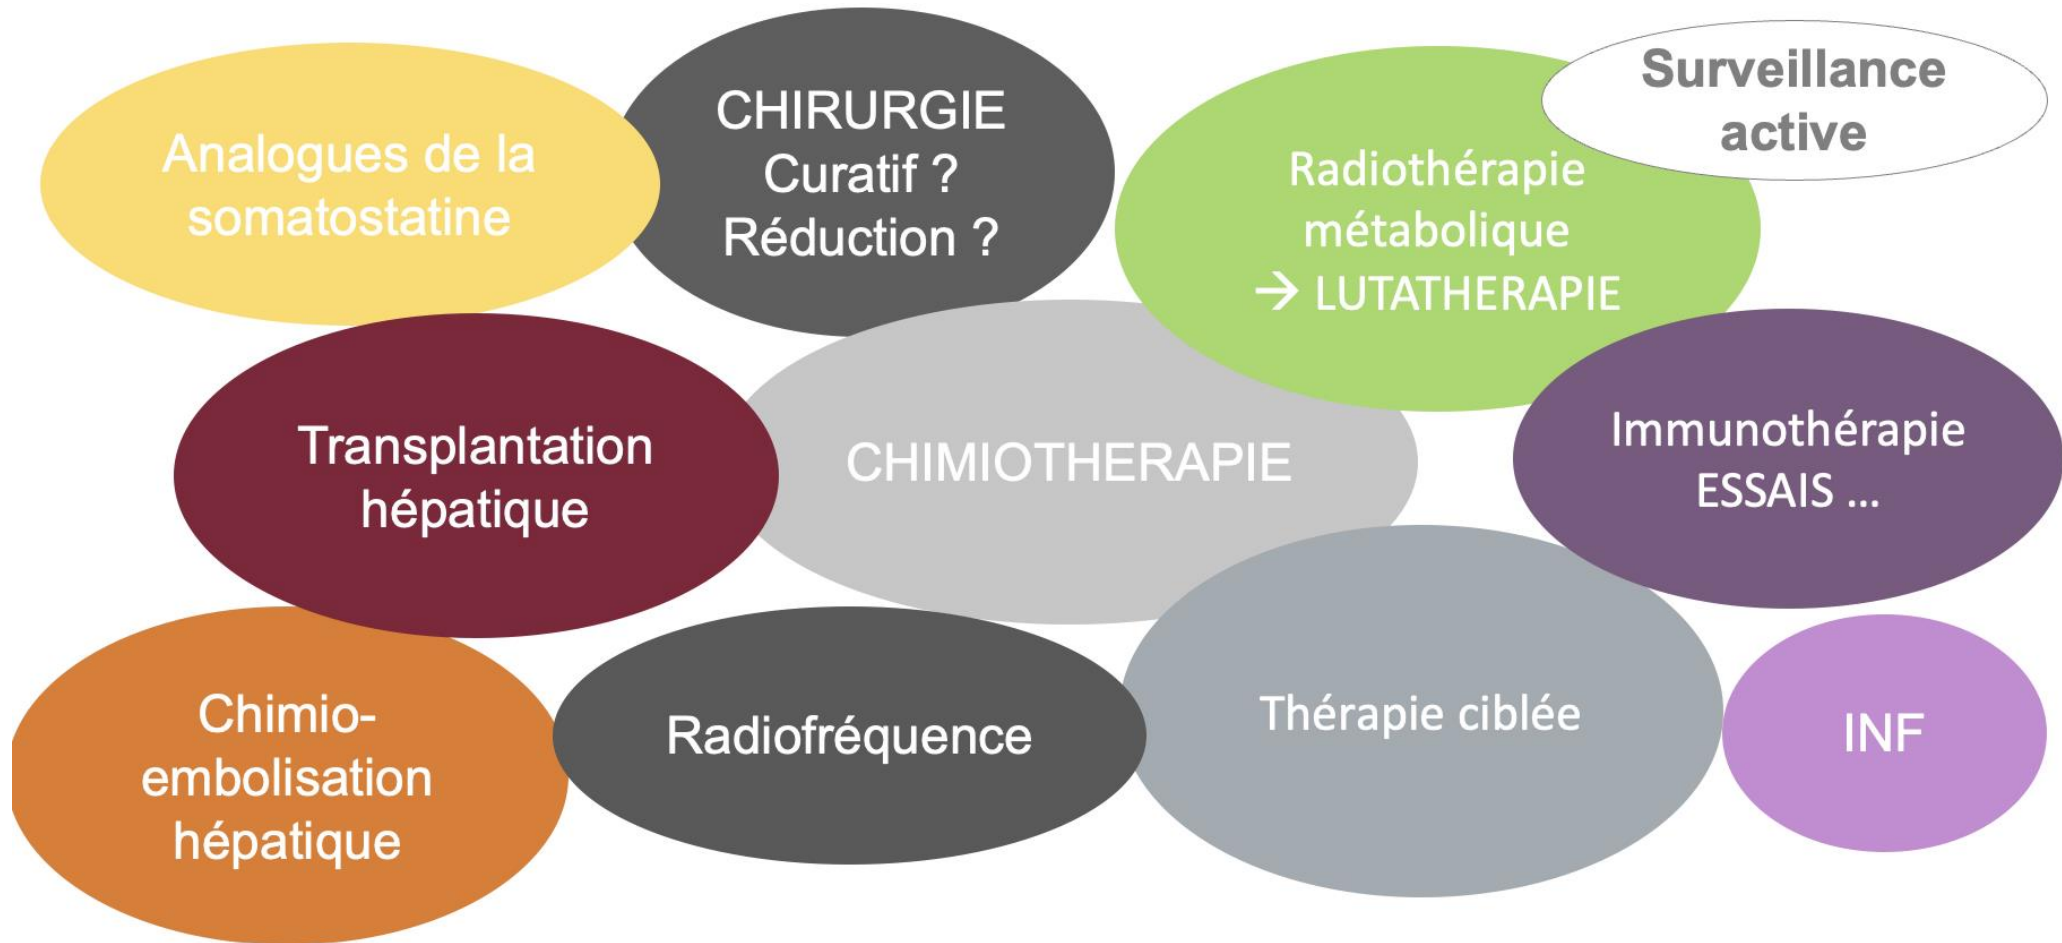 Analogues de la
somatostatine
CHIRURGIE
Curatif ?
Réduction ?
Radiothérapie
métabolique
→ LUTATHERAPIE
Surveillance
active
Transplantation
hépatique
CHIMIOTHERAPIE
Immunothérapie
ESSAIS ...
Chimio-
embolisation
hépatique
Radiofréquence
Thérapie ciblée
INF